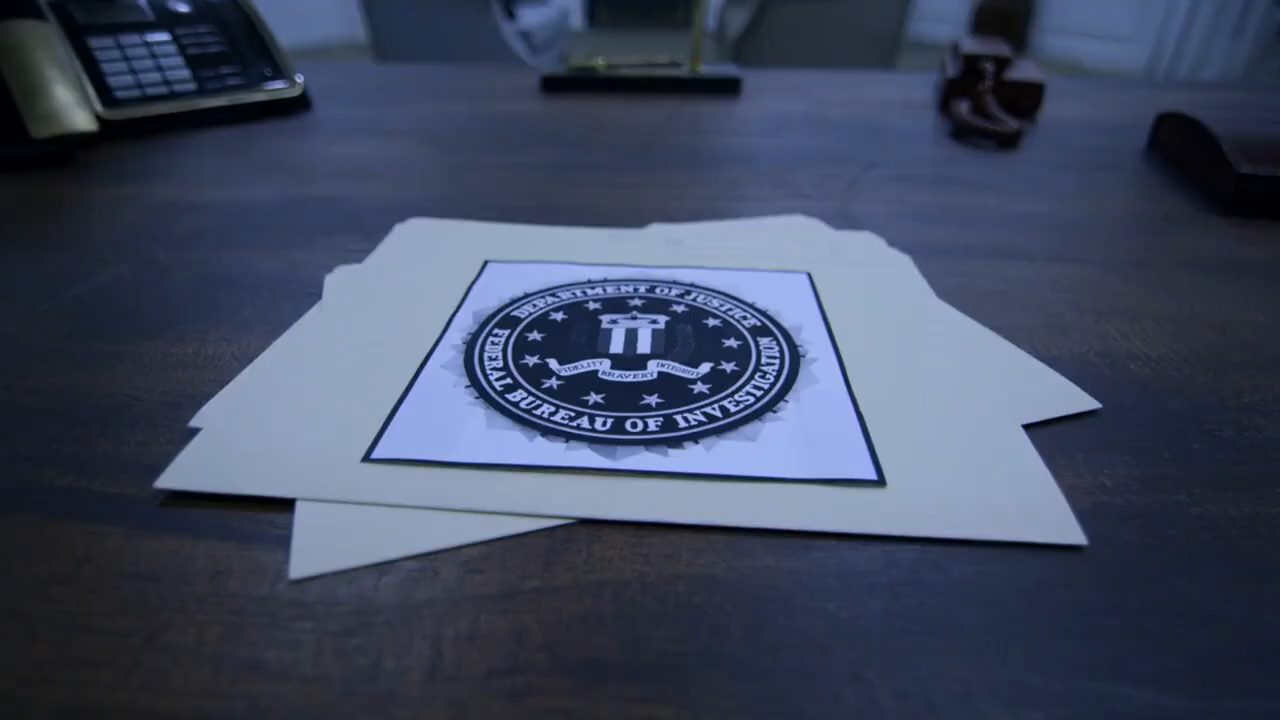 DEPARTMENT OF JUSTICE
FIDELITY BRAVERY INTEGRITY
FEDERAL BUREAU OF INVESTIGATION